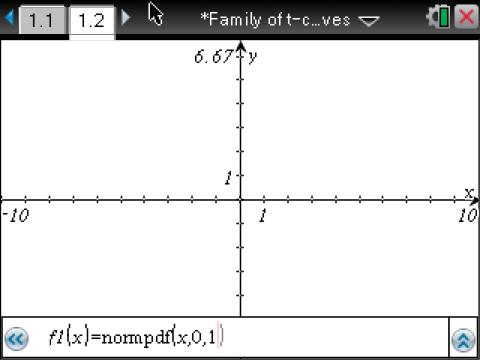 1.1 1.2 *Family of t-c…ves
6.67 y
1
x
-10 1 10
f1(x)=normpdf(x,0,1)